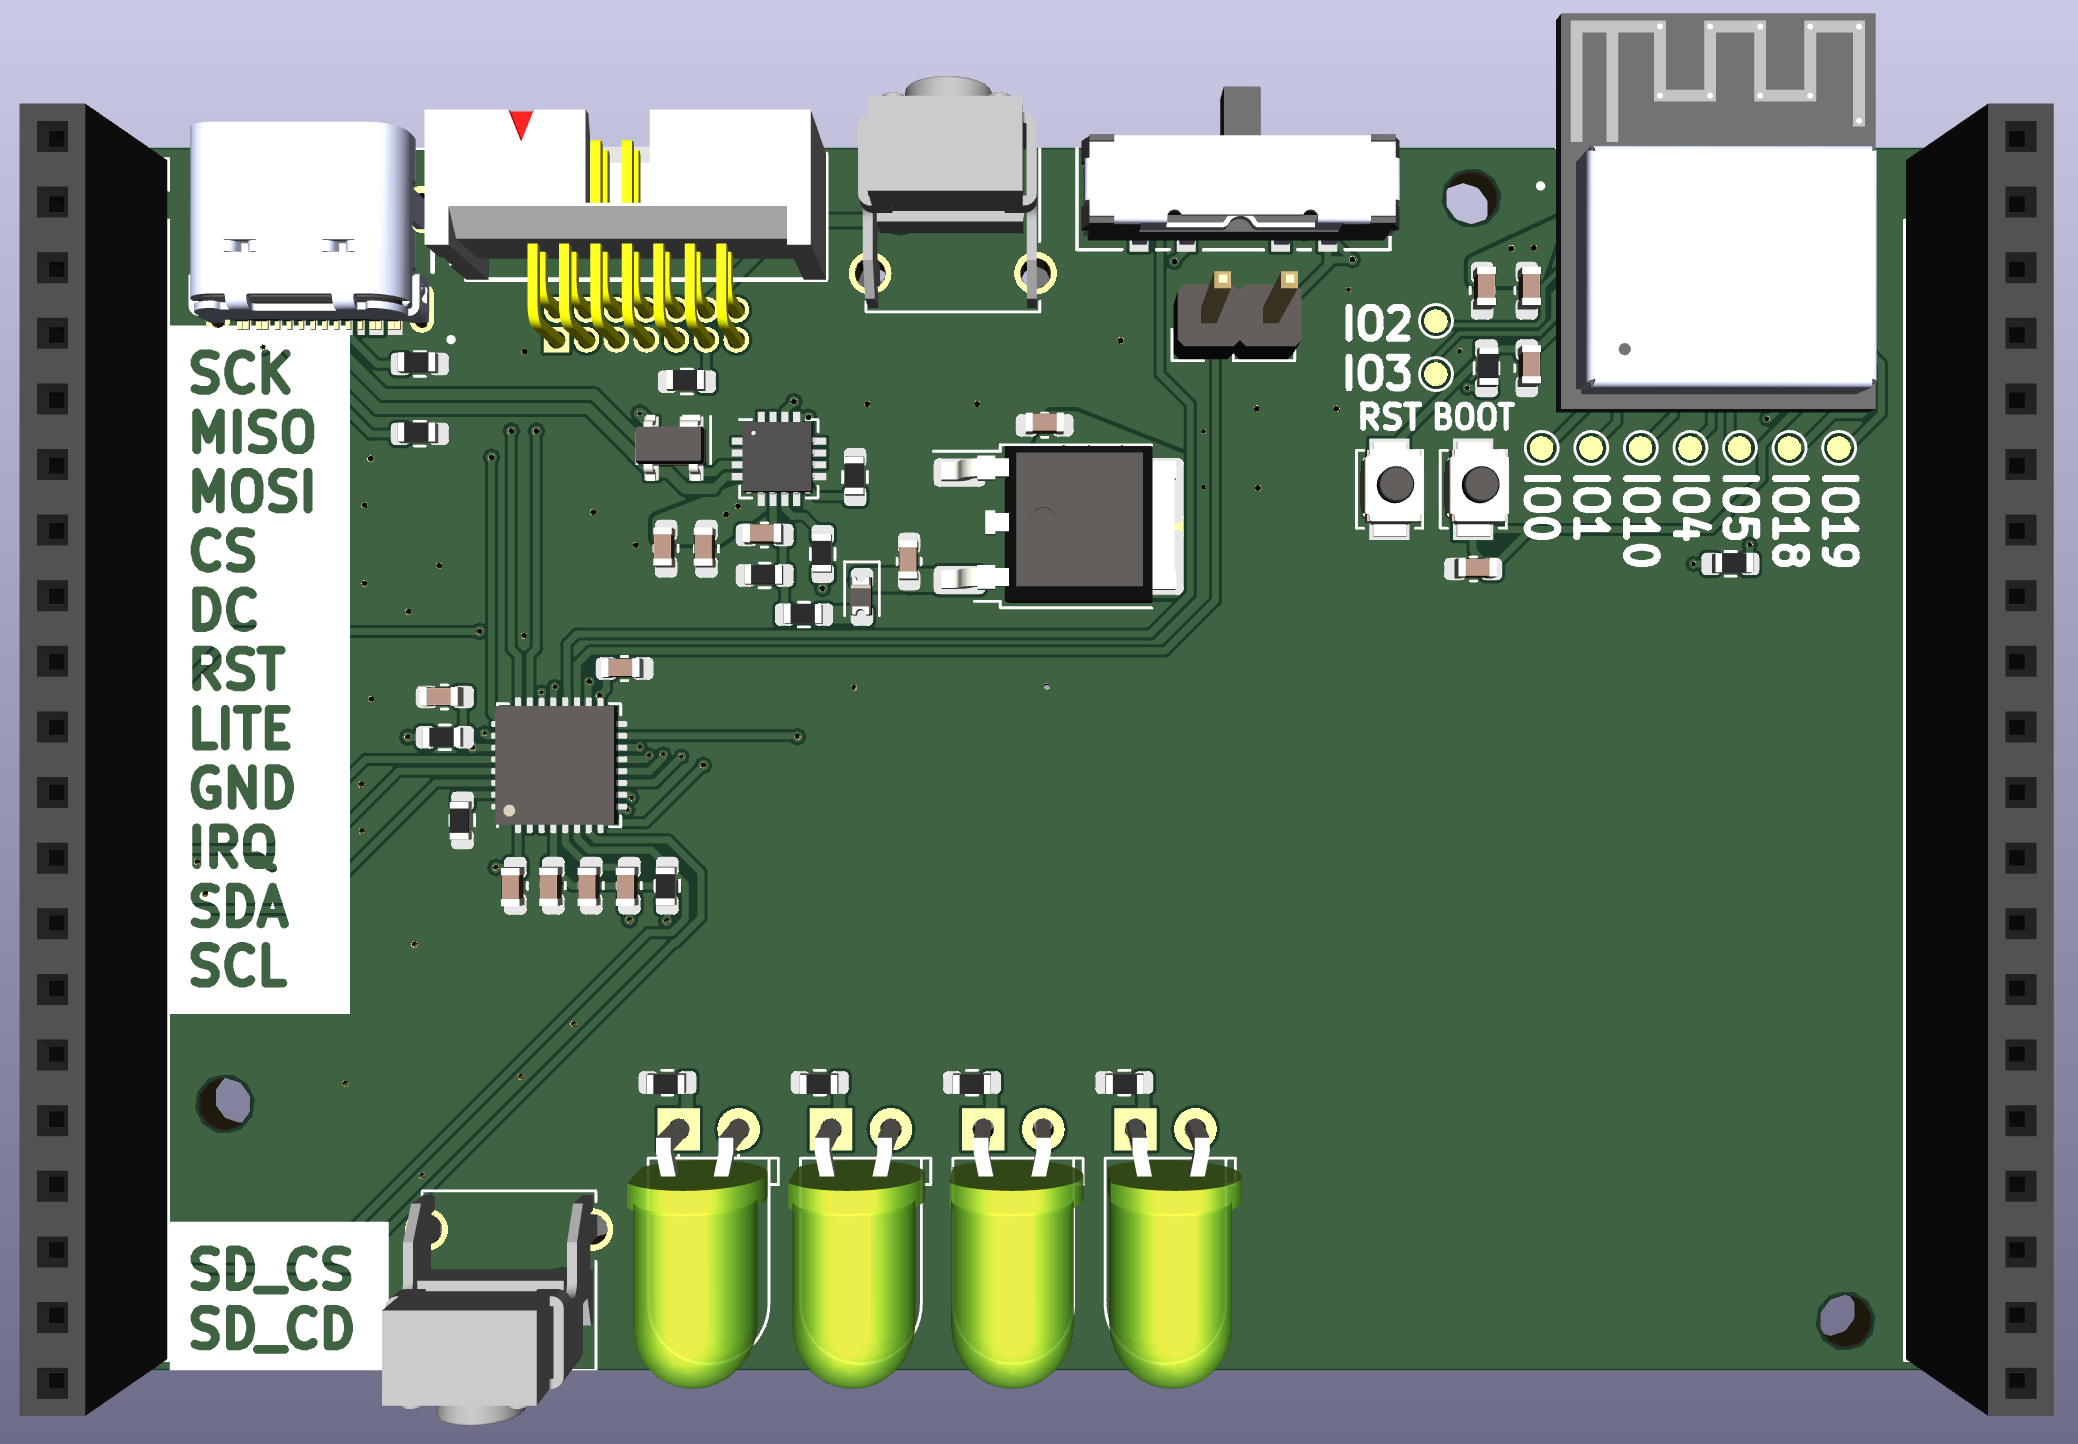 SCK
MISO
MOSI
CS
DC
RST
LITE
GND
IRQ
SDA
SCL
SD_CS
SD_CD
IO2
IO3
RST BOOT
IO0
IO1
IO10
IO4
IO5
IO18
IO19